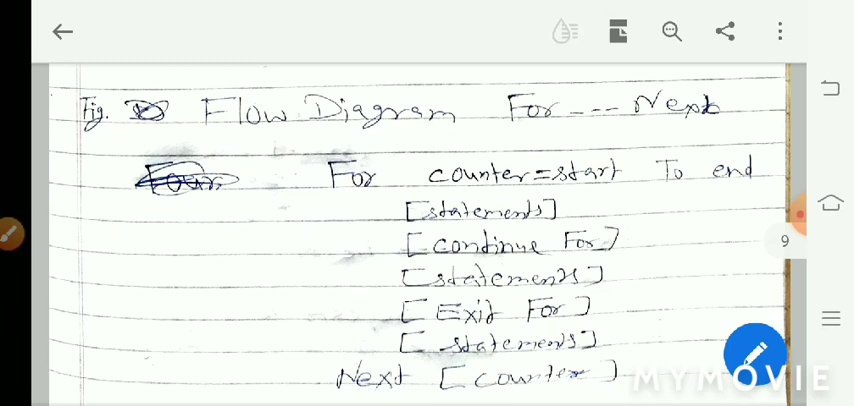 Fig. Flow Diagram For --- Next
For counter=start To end
[statements]
[continue For]
[statements]
[Exit For]
[statements]
Next [counter]
9
MYMOVIE